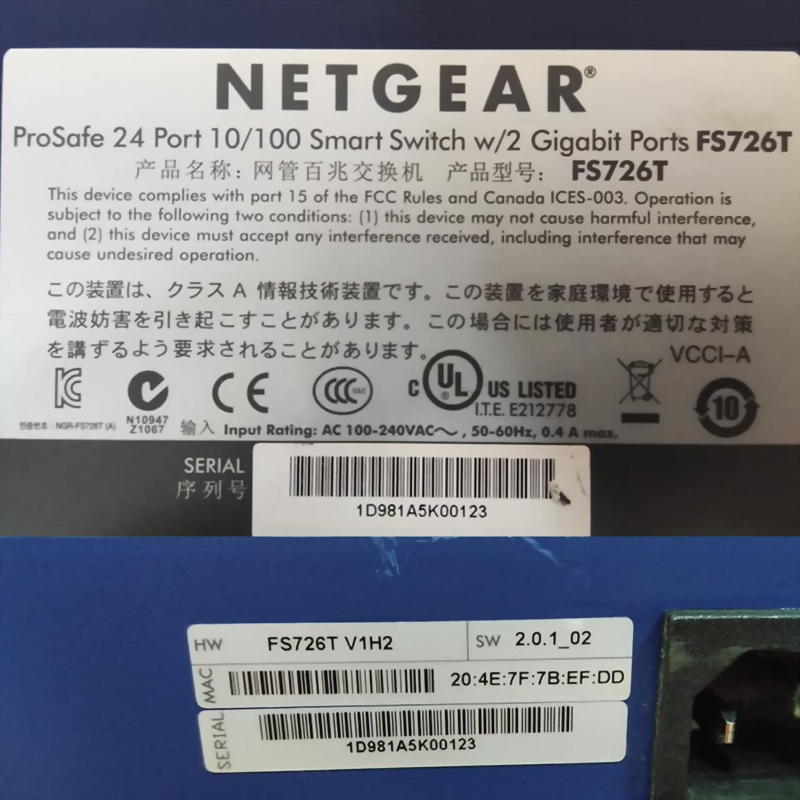 NETGEAR®
ProSafe 24 Port 10/100 Smart Switch w/2 Gigabit Ports FS726T
产品名称：网管百兆交换机 产品型号： FS726T
This device complies with part 15 of the FCC Rules and Canada ICES-003. Operation is
subject to the following two conditions: (1) this device may not cause harmful interference,
and (2) this device must accept any interference received, including interference that may
cause undesired operation.
この装置は、クラス A 情報技術装置です。この装置を家庭環境で使用すると
電波妨害を引き起こすことがあります。この場合には使用者が適切な対策
を講ずるよう要求されることがあります。
VCCI-A
N10947
Z1067
CE
CCC S&E
C UL® US LISTED
I.T.E. E212778
10
인증번호 : NGR-FS726T (A)
输入 Input Rating: AC 100-240VAC～ , 50-60Hz, 0.4 A max.
SERIAL
序列号
1D981A5K00123
HW FS726T V1H2 SW 2.0.1_02
MAC 20:4E:7F:7B:EF:DD
SERIAL 1D981A5K00123